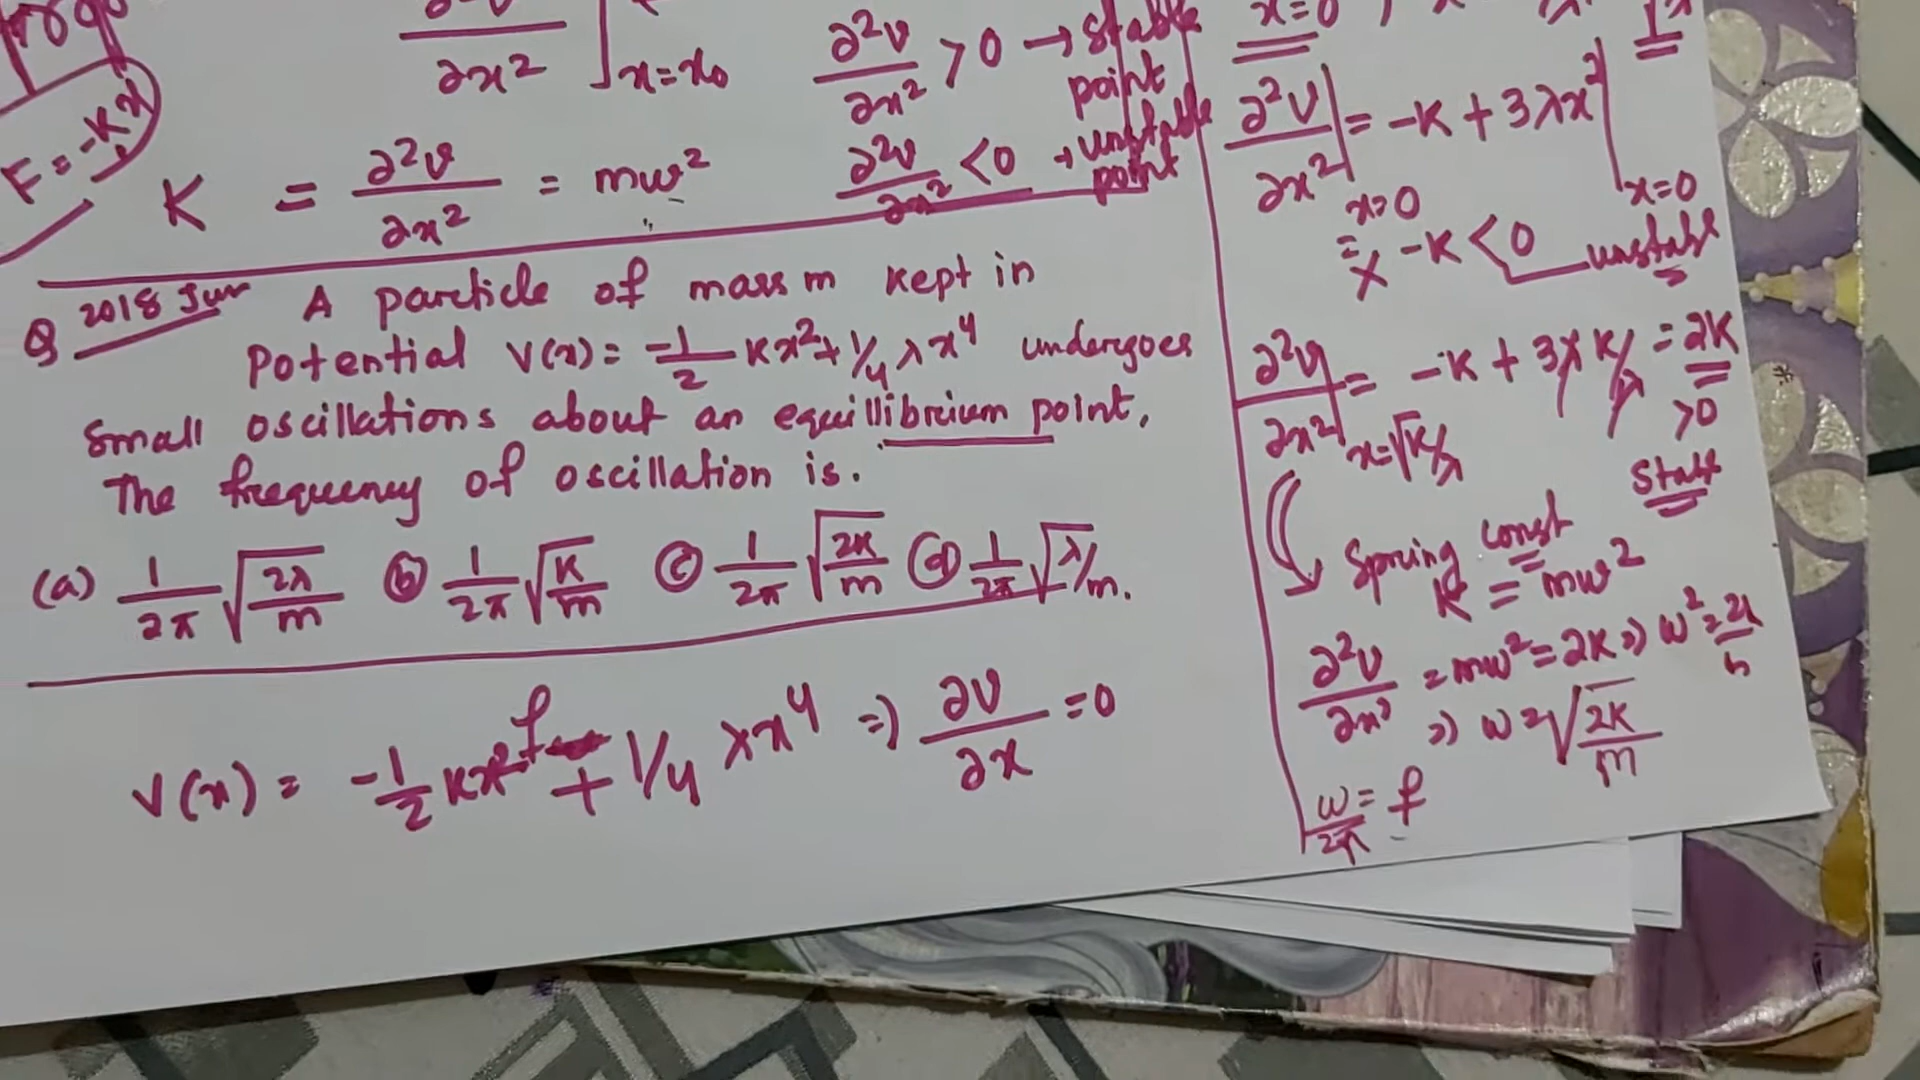 ∂²V/∂x² ]x=x₀
∂²v/∂x² > 0 → stable point
F = -Kx
K = ∂²v/∂x² = mω²
∂²v/∂x² < 0 → unstable point
Q 2018 Jun A particle of mass m kept in
Potential V(x) = -1/2 Kx² + 1/4 λx⁴ undergoes
Small oscillations about an equillibrium point,
The frequency of oscillation is.
(a) 1/2π √(2λ/m) (b) 1/2π √(K/m) (c) 1/2π √(2K/m) (d) 1/2π √(λ/m).
V(x) = -1/2 Kx² + 1/4 λx⁴ ⇒ ∂V/∂x = 0
x=0 ,
∂²V/∂x² |x=0 = -K + 3λx² |x=0
= -K < 0 unstable
∂²V/∂x² |x=√K/λ = -K + 3λK/λ = 2K
>0
Spring const
K = mω²
∂²V/∂x² = mω² = 2K ⇒ ω² =
⇒ ω = √(2K/m)
ω/2π = f